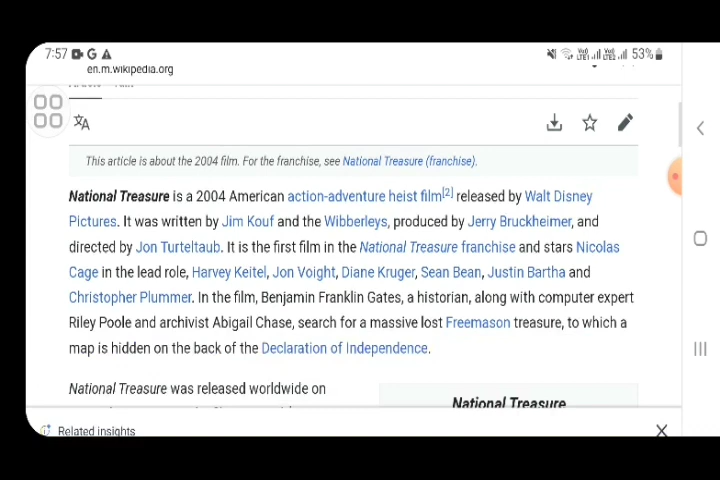 7:57 G 53%
en.m.wikipedia.org
This article is about the 2004 film. For the franchise, see National Treasure (franchise).
National Treasure is a 2004 American action-adventure heist film[2] released by Walt Disney
Pictures. It was written by Jim Kouf and the Wibberleys, produced by Jerry Bruckheimer, and
directed by Jon Turteltaub. It is the first film in the National Treasure franchise and stars Nicolas
Cage in the lead role, Harvey Keitel, Jon Voight, Diane Kruger, Sean Bean, Justin Bartha and
Christopher Plummer. In the film, Benjamin Franklin Gates, a historian, along with computer expert
Riley Poole and archivist Abigail Chase, search for a massive lost Freemason treasure, to which a
map is hidden on the back of the Declaration of Independence.
National Treasure was released worldwide on
National Treasure
Related insights